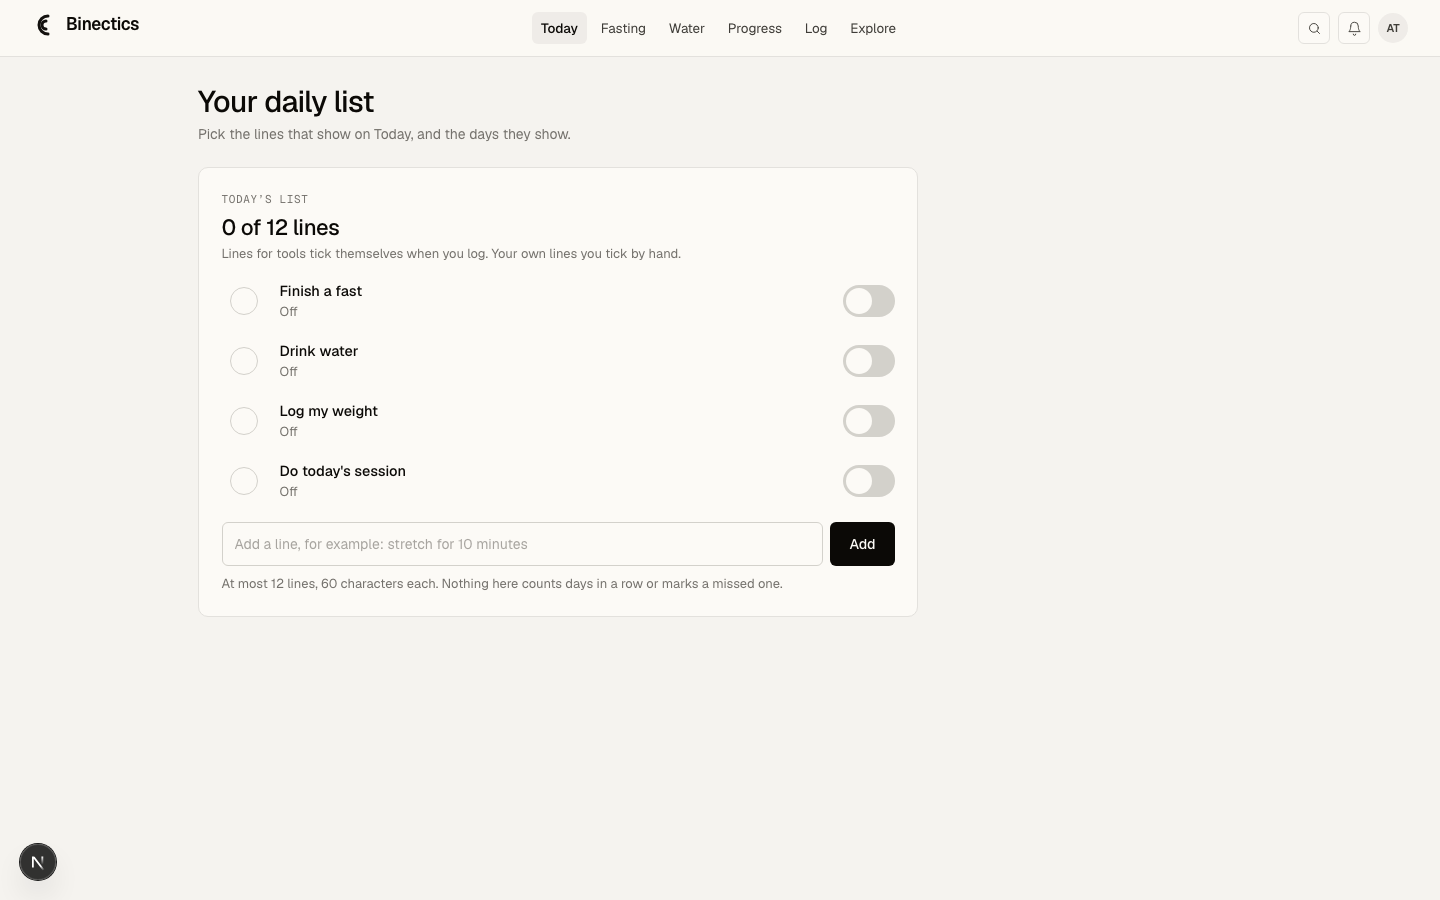 Binectics
Today
Fasting
Water
Progress
Log
Explore
AT
Your daily list
Pick the lines that show on Today, and the days they show.
TODAY'S LIST
0 of 12 lines
Lines for tools tick themselves when you log. Your own lines you tick by hand.
Finish a fast
Off
Drink water
Off
Log my weight
Off
Do today's session
Off
Add a line, for example: stretch for 10 minutes
Add
At most 12 lines, 60 characters each. Nothing here counts days in a row or marks a missed one.
N